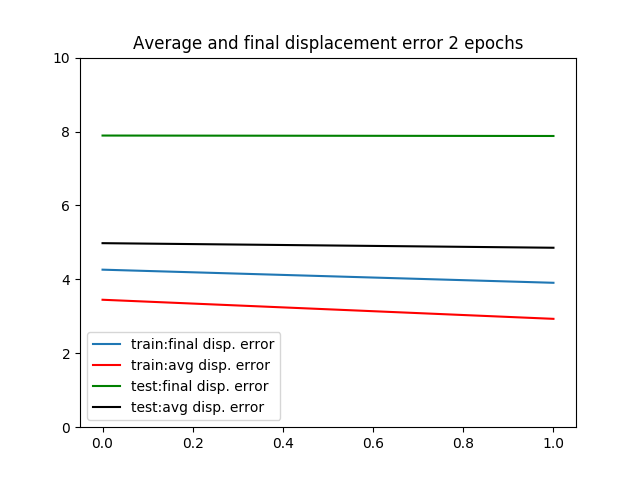 Average and final displacement error 2 epochs
10
8
6
4
2
0
train:final disp. error
train:avg disp. error
test:final disp. error
test:avg disp. error
0.0 0.2 0.4 0.6 0.8 1.0